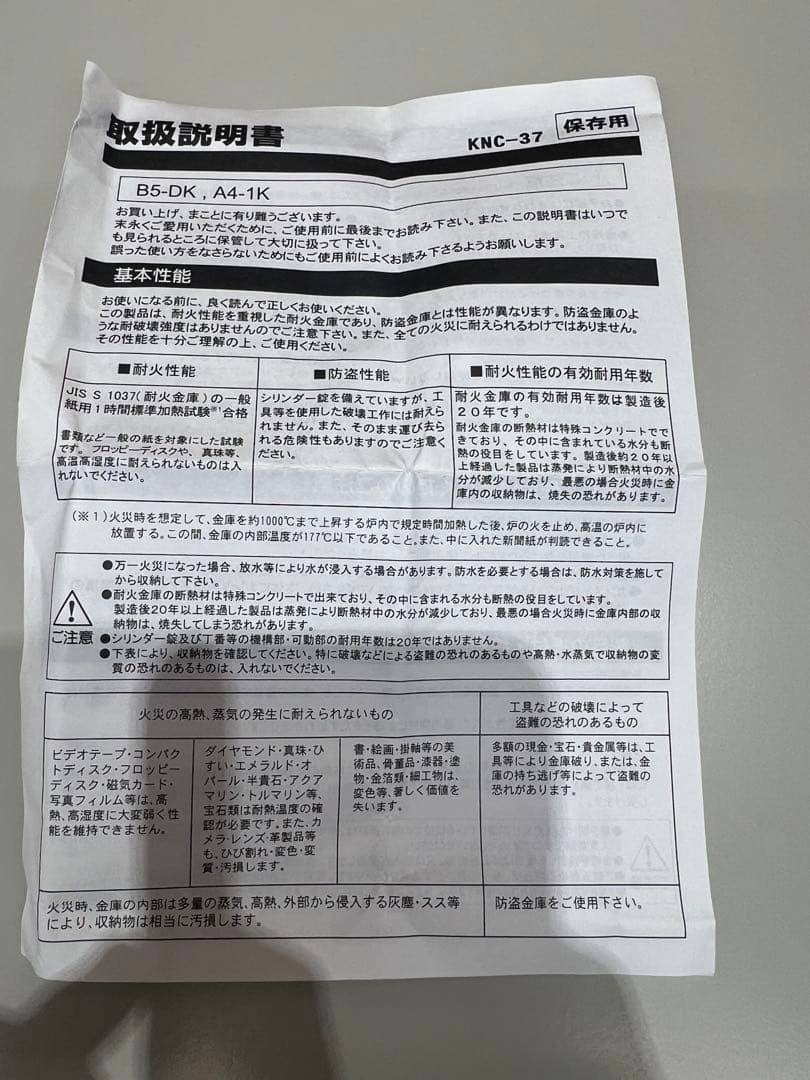 取扱説明書
KNC-37
保存用
B5-DK , A4-1K
お買い上げ、まことに有り難うございます。
末永くご愛用いただくために、ご使用前に最後までお読み下さい。また、この説明書はいつで
も見られるところに保管して大切に扱って下さい。
誤った使い方をなさらないためにもご使用前によくお読み下さるようお願いします。
基本性能
お使いになる前に、良く読んで正しくお使いください。
この製品は、耐火性能を重視した耐火金庫であり、防盗金庫とは性能が異なります。防盗金庫のよ
うな耐破壊強度はありませんのでご注意下さい。また、全ての火災に耐えられるわけではありません。
その性能を十分ご理解の上、ご使用ください。
■耐火性能
JIS S 1037(耐火金庫)の一般
紙用1時間標準加熱試験※1合格
書類など一般の紙を対象にした試験
です。フロッピーディスクや、真珠等、
高温高湿度に耐えられないものは入
れないでください。
■防盗性能
シリンダー錠を備えていますが、工
具等を使用した破壊工作には耐えら
れません。また、そのまま運び去ら
れる危険性もありますのでご注意く
ださい。
■耐火性能の有効耐用年数
耐火金庫の有効耐用年数は製造後
20年です。
耐火金庫の断熱材は特殊コンクリートでで
きており、その中に含まれている水分も断
熱の役目をしています。製造後約20年以
上経過した製品は蒸発により断熱材中の水
分が減少しており、最悪の場合火災時に金
庫内の収納物は、焼失の恐れがあります。
(※1)火災時を想定して、金庫を約1000℃まで上昇する炉内で規定時間加熱した後、炉の火を止め、高温の炉内に
放置する。この間、金庫の内部温度が177℃以下であること。また、中に入れた新聞紙が判読できること。
ご注意
●万一火災になった場合、放水等により水が浸入する場合があります。防水を必要とする場合は、防水対策を施して
から収納して下さい。
●耐火金庫の断熱材は特殊コンクリートで出来ており、その中に含まれる水分も断熱の役目をしています。
製造後20年以上経過した製品は蒸発により断熱材中の水分が減少しており、最悪の場合火災時に金庫内部の収
納物は、焼失してしまう恐れがあります。
●シリンダー錠及び丁番等の機構部・可動部の耐用年数は20年ではありません。
●下表により、収納物を確認してください。特に破壊などによる盗難の恐れのあるものや高熱・水蒸気で収納物の変
質の恐れのあるものは、入れないでください。
火災の高熱、蒸気の発生に耐えられないもの
工具などの破壊によって
盗難の恐れのあるもの
ビデオテープ・コンパク
トディスク・フロッピー
ディスク・磁気カード・
写真フィルム等は、高
熱、高湿度に大変弱く性
能を維持できません。
ダイヤモンド・真珠・ひ
すい・エメラルド・オ
パール・半貴石・アクア
マリン・トルマリン等、
宝石類は耐熱温度の確
認が必要です。また、カ
メラ・レンズ・革製品等
も、ひび割れ・変色・変
質・汚損します。
書・絵画・掛軸等の美
術品、骨董品・漆器・塗
物・金箔類・細工物は、
変色等、著しく価値を
失います。
多額の現金・宝石・貴金属等は、工
具等により金庫破り、または、金
庫の持ち逃げ等によって盗難の
恐れがあります。
火災時、金庫の内部は多量の蒸気、高熱、外部から侵入する灰塵・スス等
により、収納物は相当に汚損します。
防盗金庫をご使用下さい。